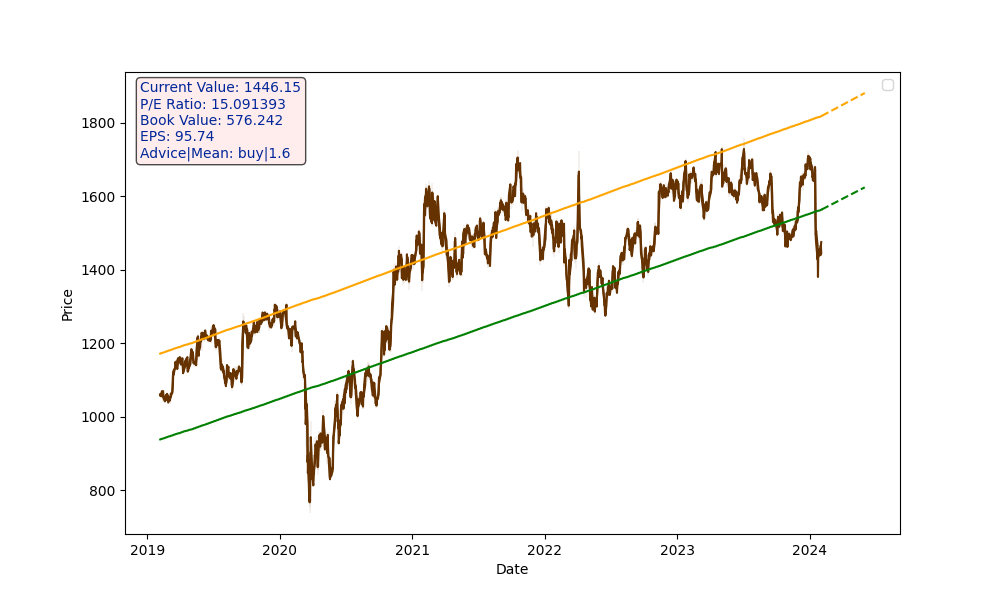 Current Value: 1446.15
P/E Ratio: 15.091393
Book Value: 576.242
EPS: 95.74
Advice|Mean: buy|1.6
1800
1600
1400
1200
1000
800
Price
2019 2020 2021 2022 2023 2024
Date